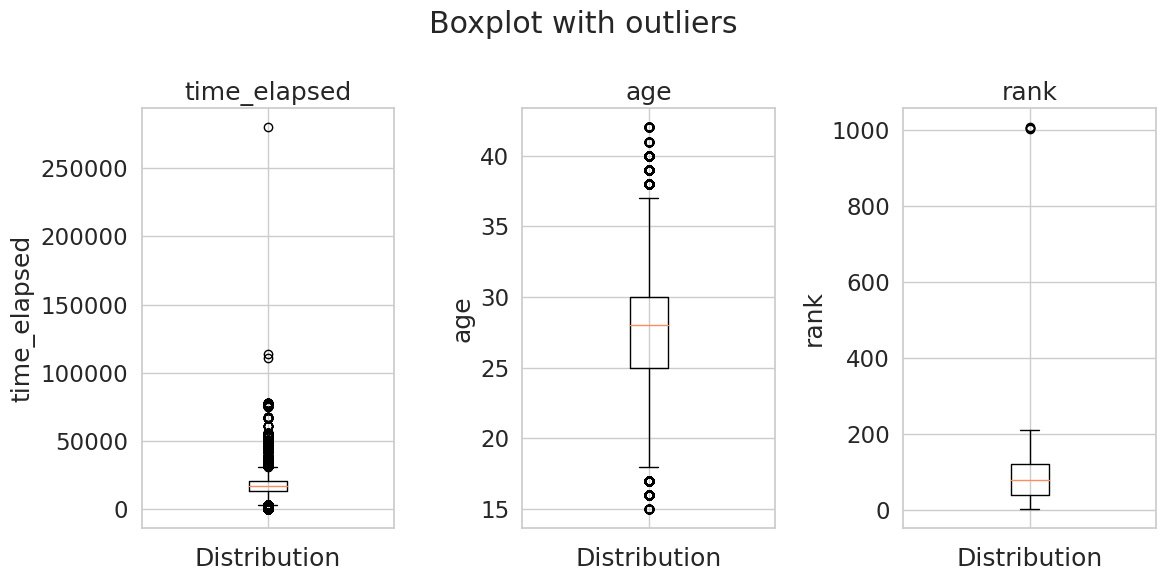 Boxplot with outliers
time_elapsed
age
rank
time_elapsed
250000
200000
150000
100000
50000
0
Distribution
age
40
35
30
25
20
15
Distribution
rank
1000
800
600
400
200
0
Distribution